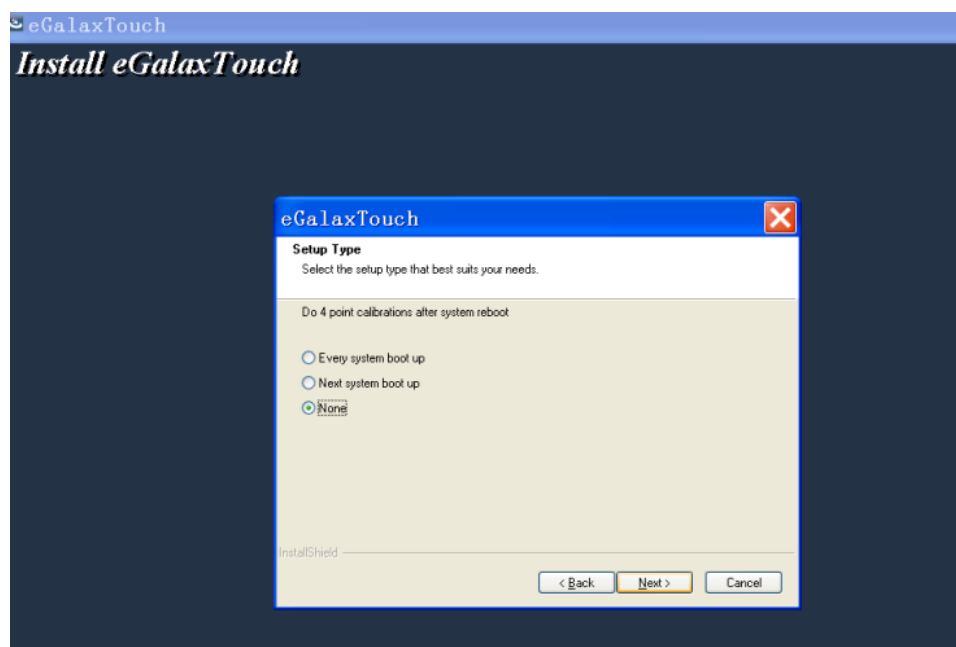 eGalaxTouch
Install eGalaxTouch
eGalaxTouch
Setup Type
Select the setup type that best suits your needs.
Do 4 point calibrations after system reboot
Every system boot up
Next system boot up
None
InstallShield
< Back Next > Cancel